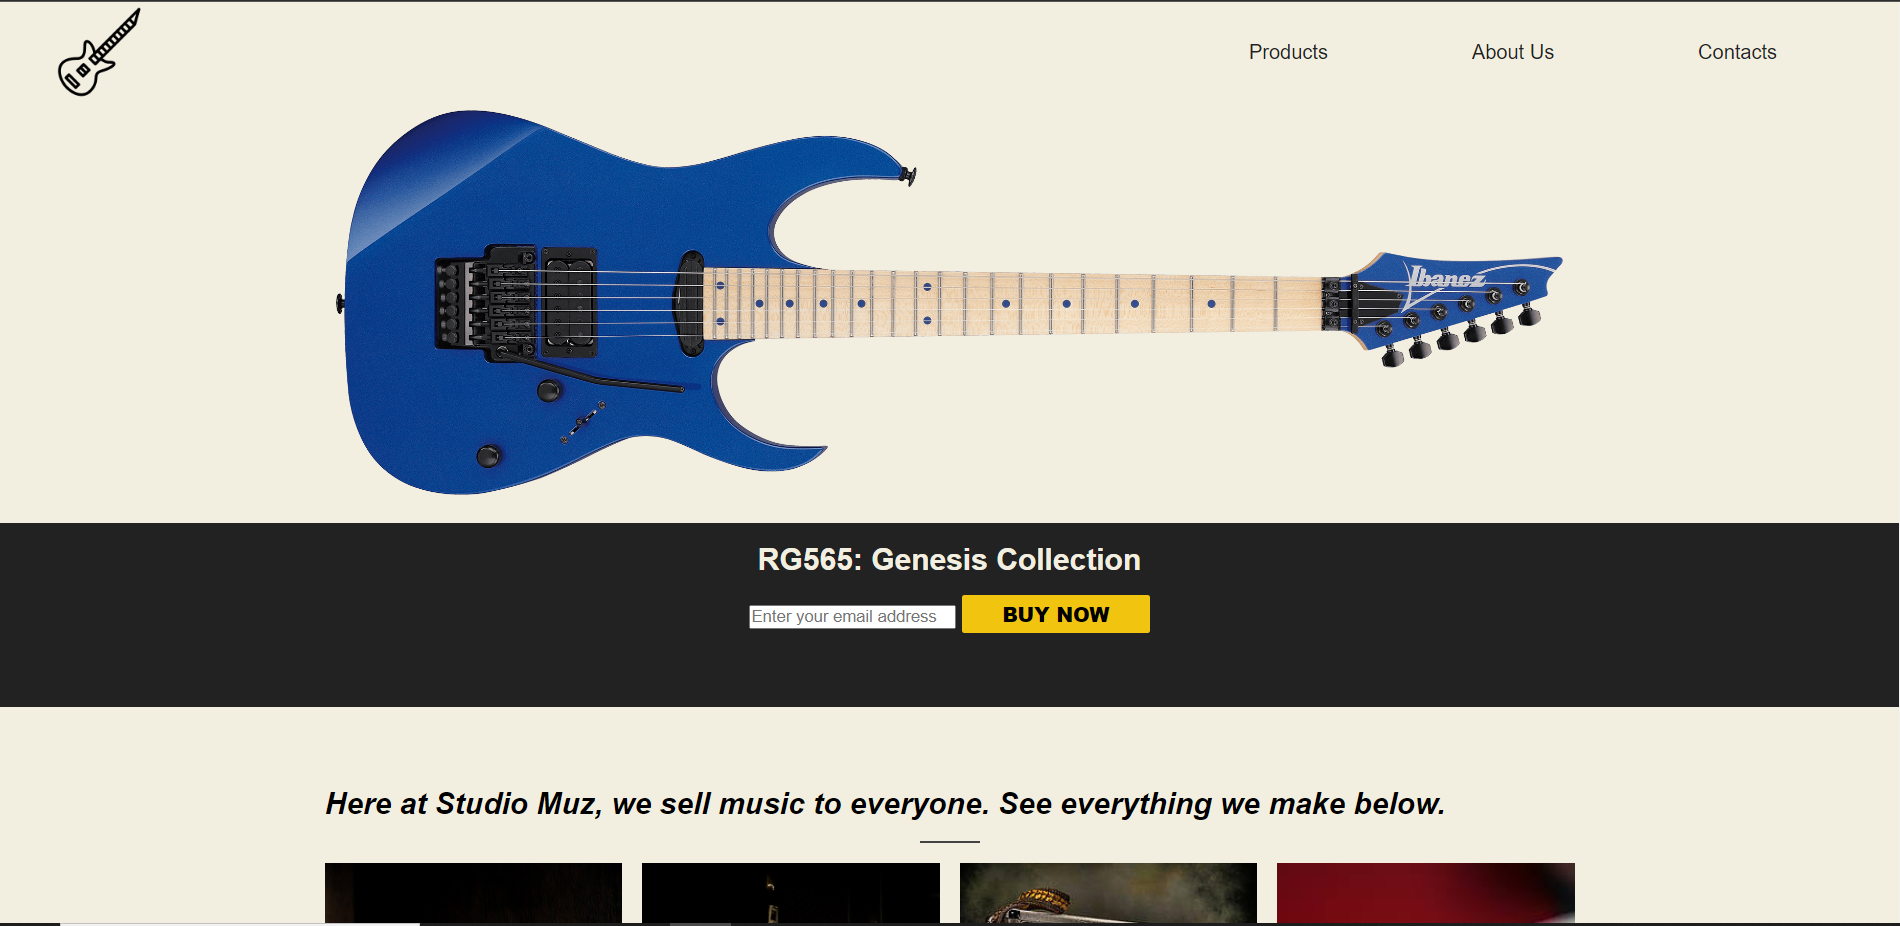 Products
About Us
Contacts
Ibanez
RG565: Genesis Collection
Enter your email address
BUY NOW
Here at Studio Muz, we sell music to everyone. See everything we make below.